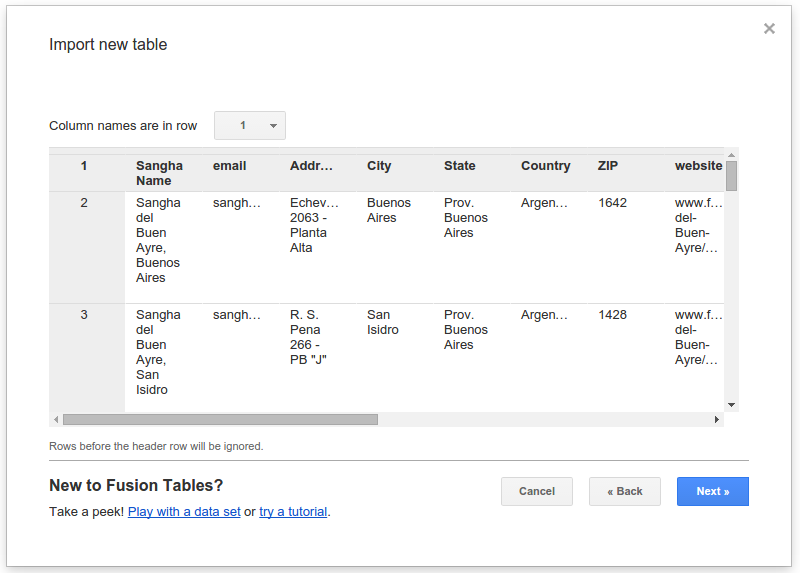 Import new table
Column names are in row 1
1 Sangha Name email Addr… City State Country ZIP website
2 Sangha del Buen Ayre, Buenos Aires sangh… Echev… 2063 - Planta Alta Buenos Aires Prov. Buenos Aires Argen… 1642 www.f… del-Buen-Ayre/…
3 Sangha del Buen Ayre, San Isidro sangh… R. S. Pena 266 - PB "J" San Isidro Prov. Buenos Aires Argen… 1428 www.f… del-Buen-Ayre/…
Rows before the header row will be ignored.
New to Fusion Tables?
Take a peek! Play with a data set or try a tutorial.
Cancel « Back Next »